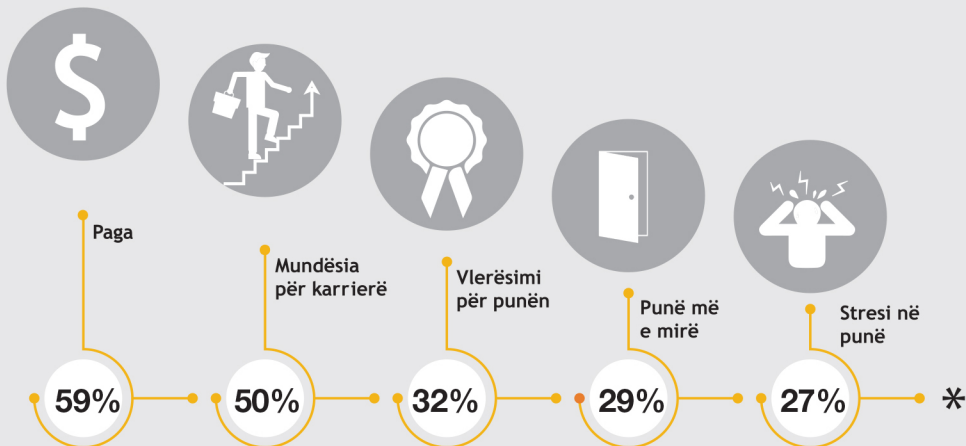 $
Paga
Mundësia
për karrierë
Vlerësimi
për punën
Punë më
e mirë
Stresi në
punë
59%
50%
32%
29%
27%
*